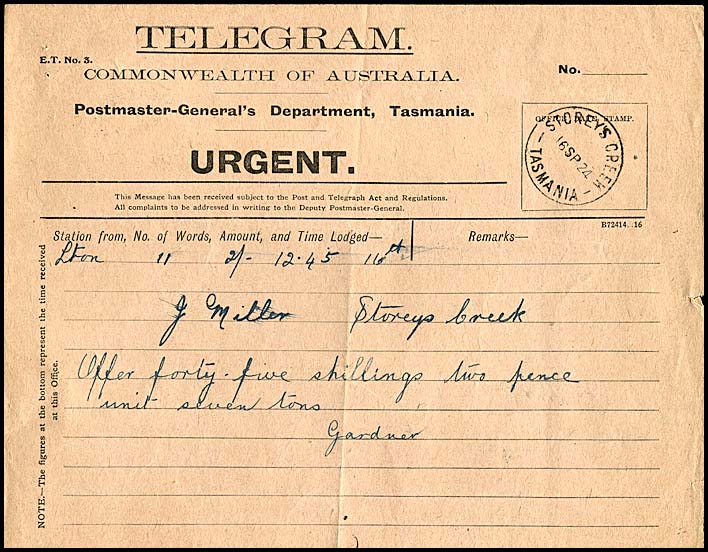 TELEGRAM.
E.T. No. 3.
COMMONWEALTH OF AUSTRALIA.
No.
Postmaster-General's Department, Tasmania.
OFFICE DATE STAMP.
STOREYS CREEK
16SP24
- TASMANIA -
URGENT.
This Message has been received subject to the Post and Telegraph Act and Regulations.
All complaints to be addressed in writing to the Deputy Postmaster-General.
B72414. .16
Station from, No. of Words, Amount, and Time Lodged—
Remarks—
Lton 11 2/- 12.45 16th
J Miller Storeys Creek
Offer forty-five shillings two pence
unit seven tons
Gardner
NOTE.—The figures at the bottom represent the time received
at this Office.